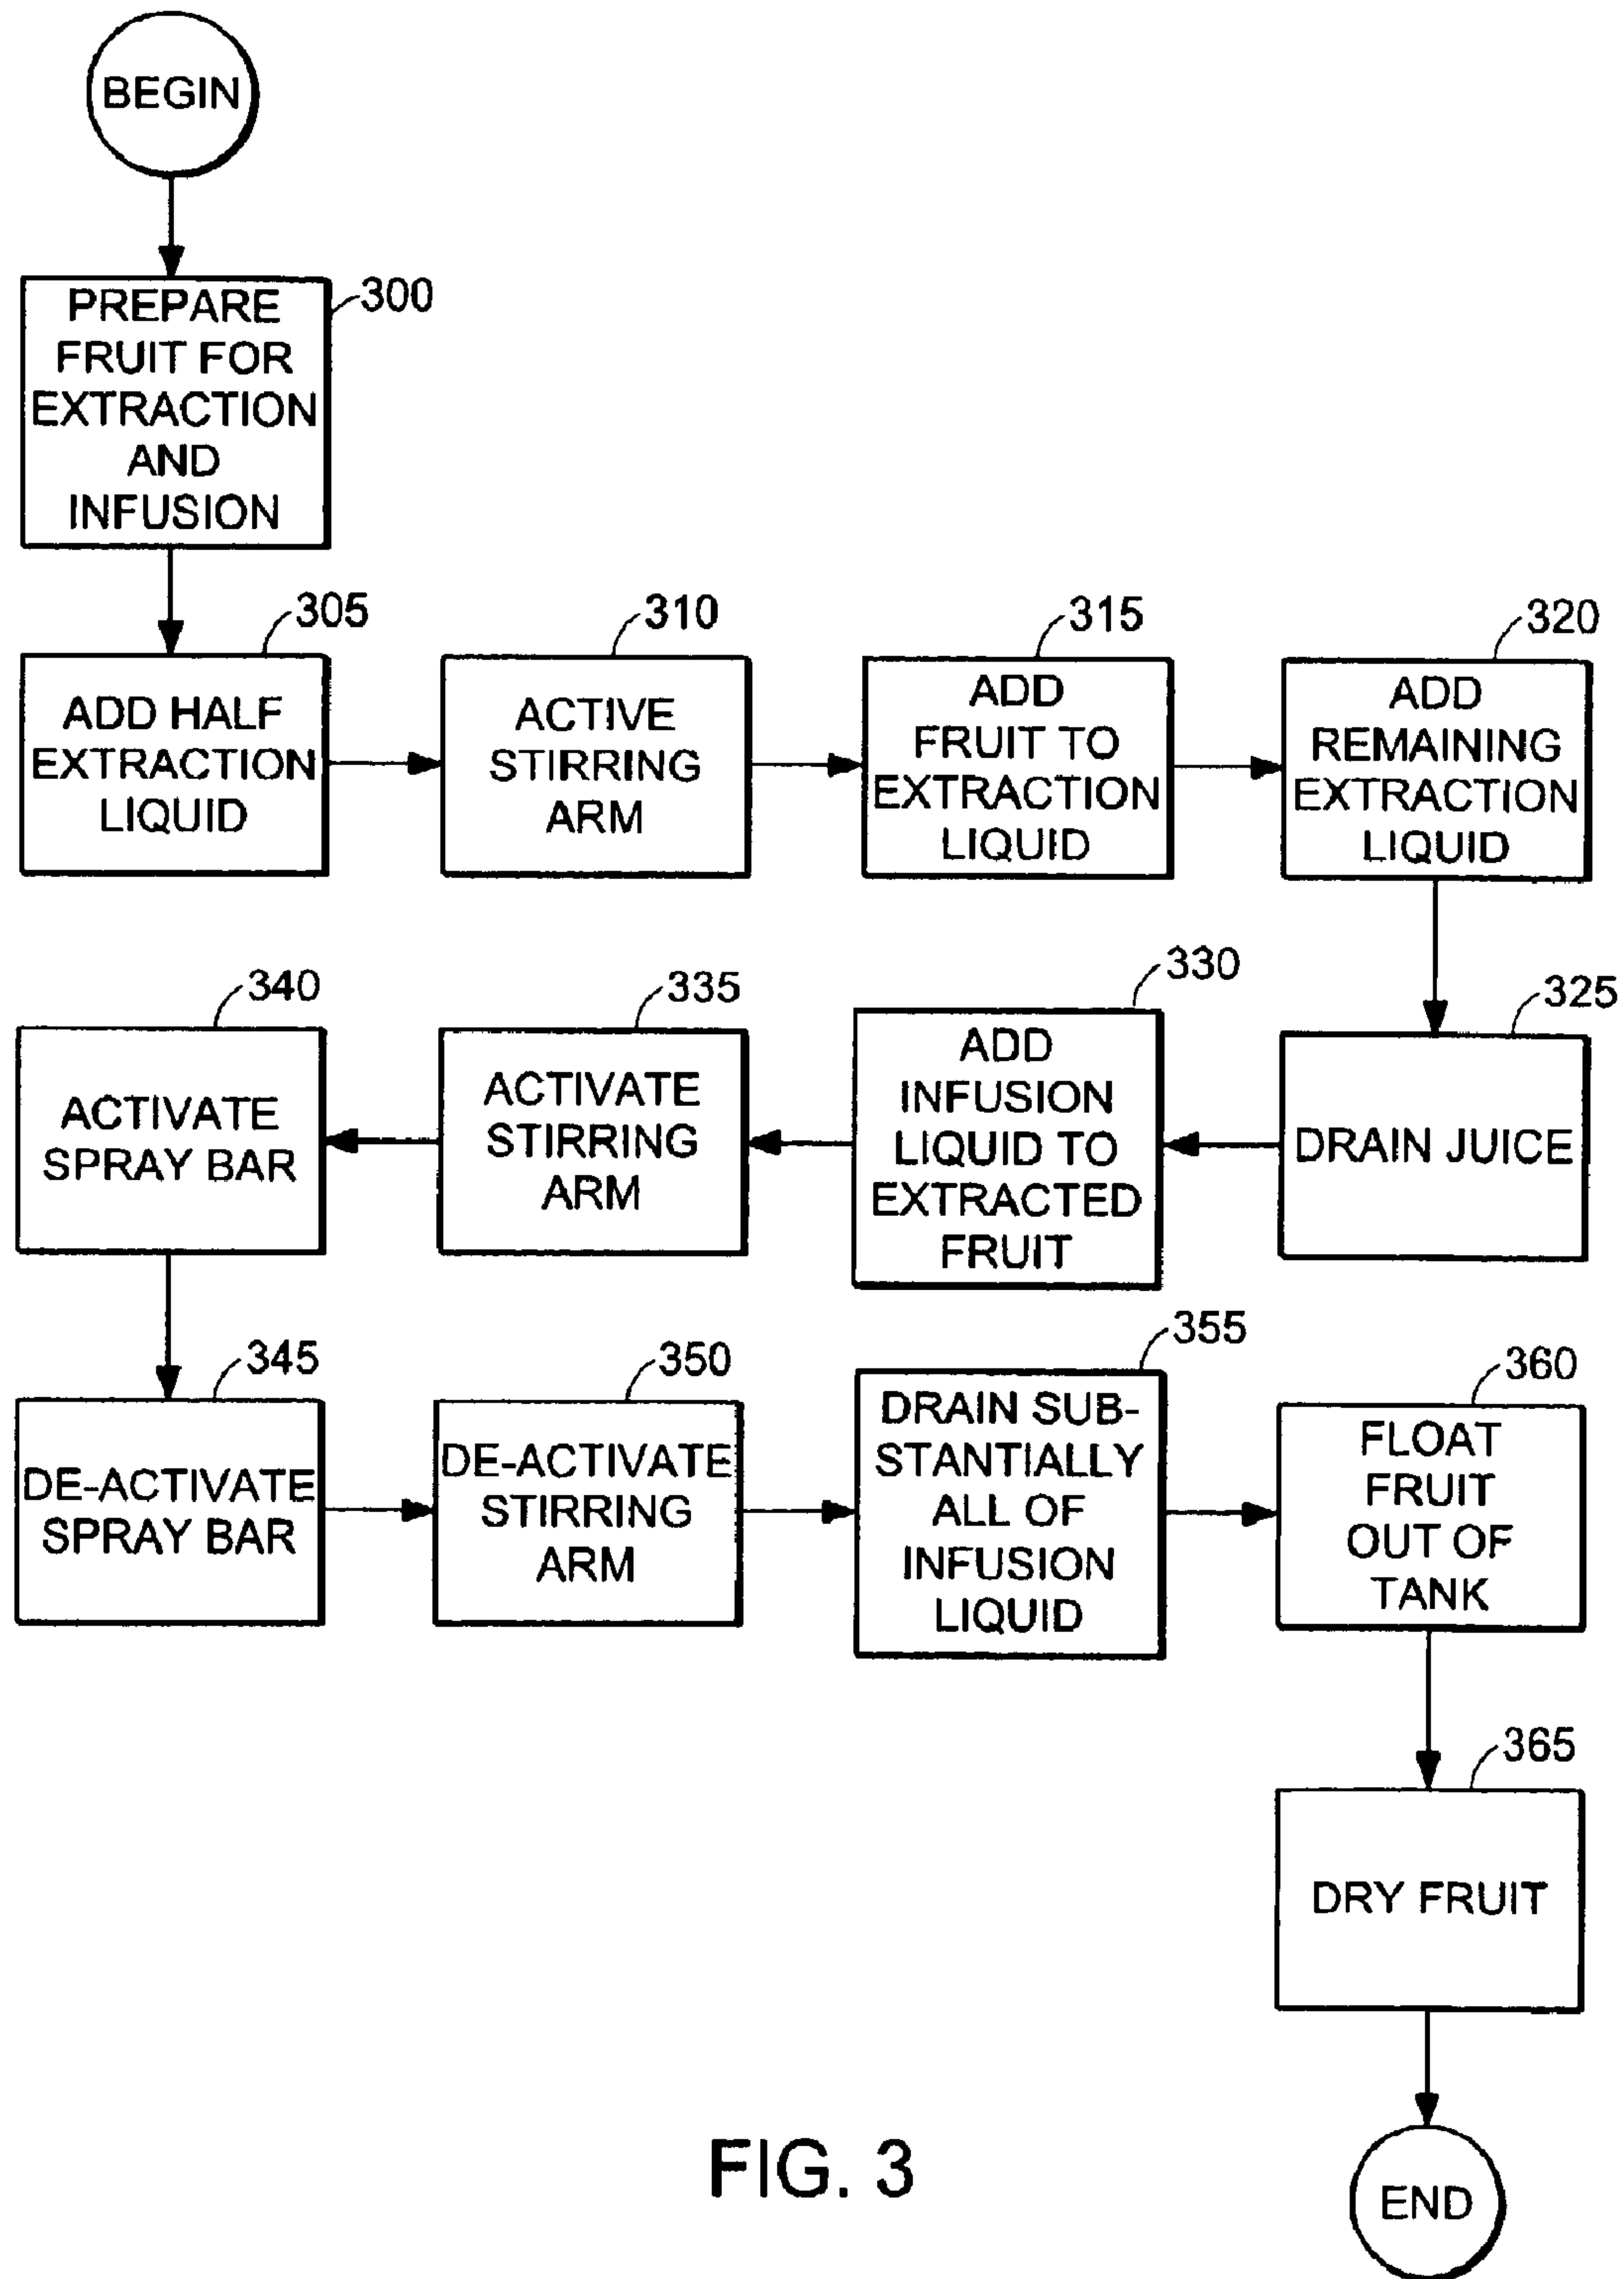 BEGIN
PREPARE
FRUIT FOR
EXTRACTION
AND
INFUSION
300
ADD HALF
EXTRACTION
LIQUID
305
ACTIVE
STIRRING
ARM
310
ADD
FRUIT TO
EXTRACTION
LIQUID
315
ADD
REMAINING
EXTRACTION
LIQUID
320
DRAIN JUICE
325
ADD
INFUSION
LIQUID TO
EXTRACTED
FRUIT
330
ACTIVATE
STIRRING
ARM
335
ACTIVATE
SPRAY BAR
340
DE-ACTIVATE
SPRAY BAR
345
DE-ACTIVATE
STIRRING
ARM
350
DRAIN SUB-
STANTIALLY
ALL OF
INFUSION
LIQUID
355
FLOAT
FRUIT
OUT OF
TANK
360
DRY FRUIT
365
END
FIG. 3